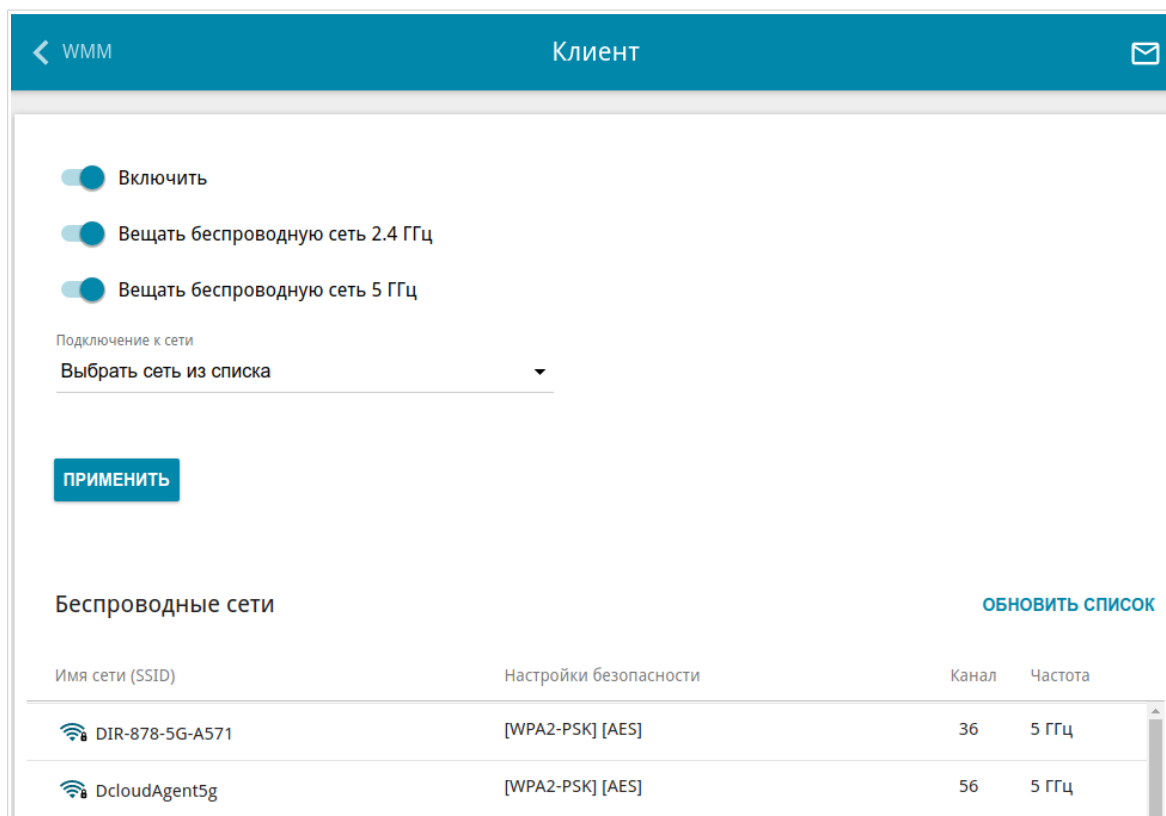 WMM Клиент
Включить
Вещать беспроводную сеть 2.4 ГГц
Вещать беспроводную сеть 5 ГГц
Подключение к сети
Выбрать сеть из списка
ПРИМЕНИТЬ
Беспроводные сети ОБНОВИТЬ СПИСОК
Имя сети (SSID) Настройки безопасности Канал Частота
DIR-878-5G-A571 [WPA2-PSK] [AES] 36 5 ГГц
DcloudAgent5g [WPA2-PSK] [AES] 56 5 ГГц